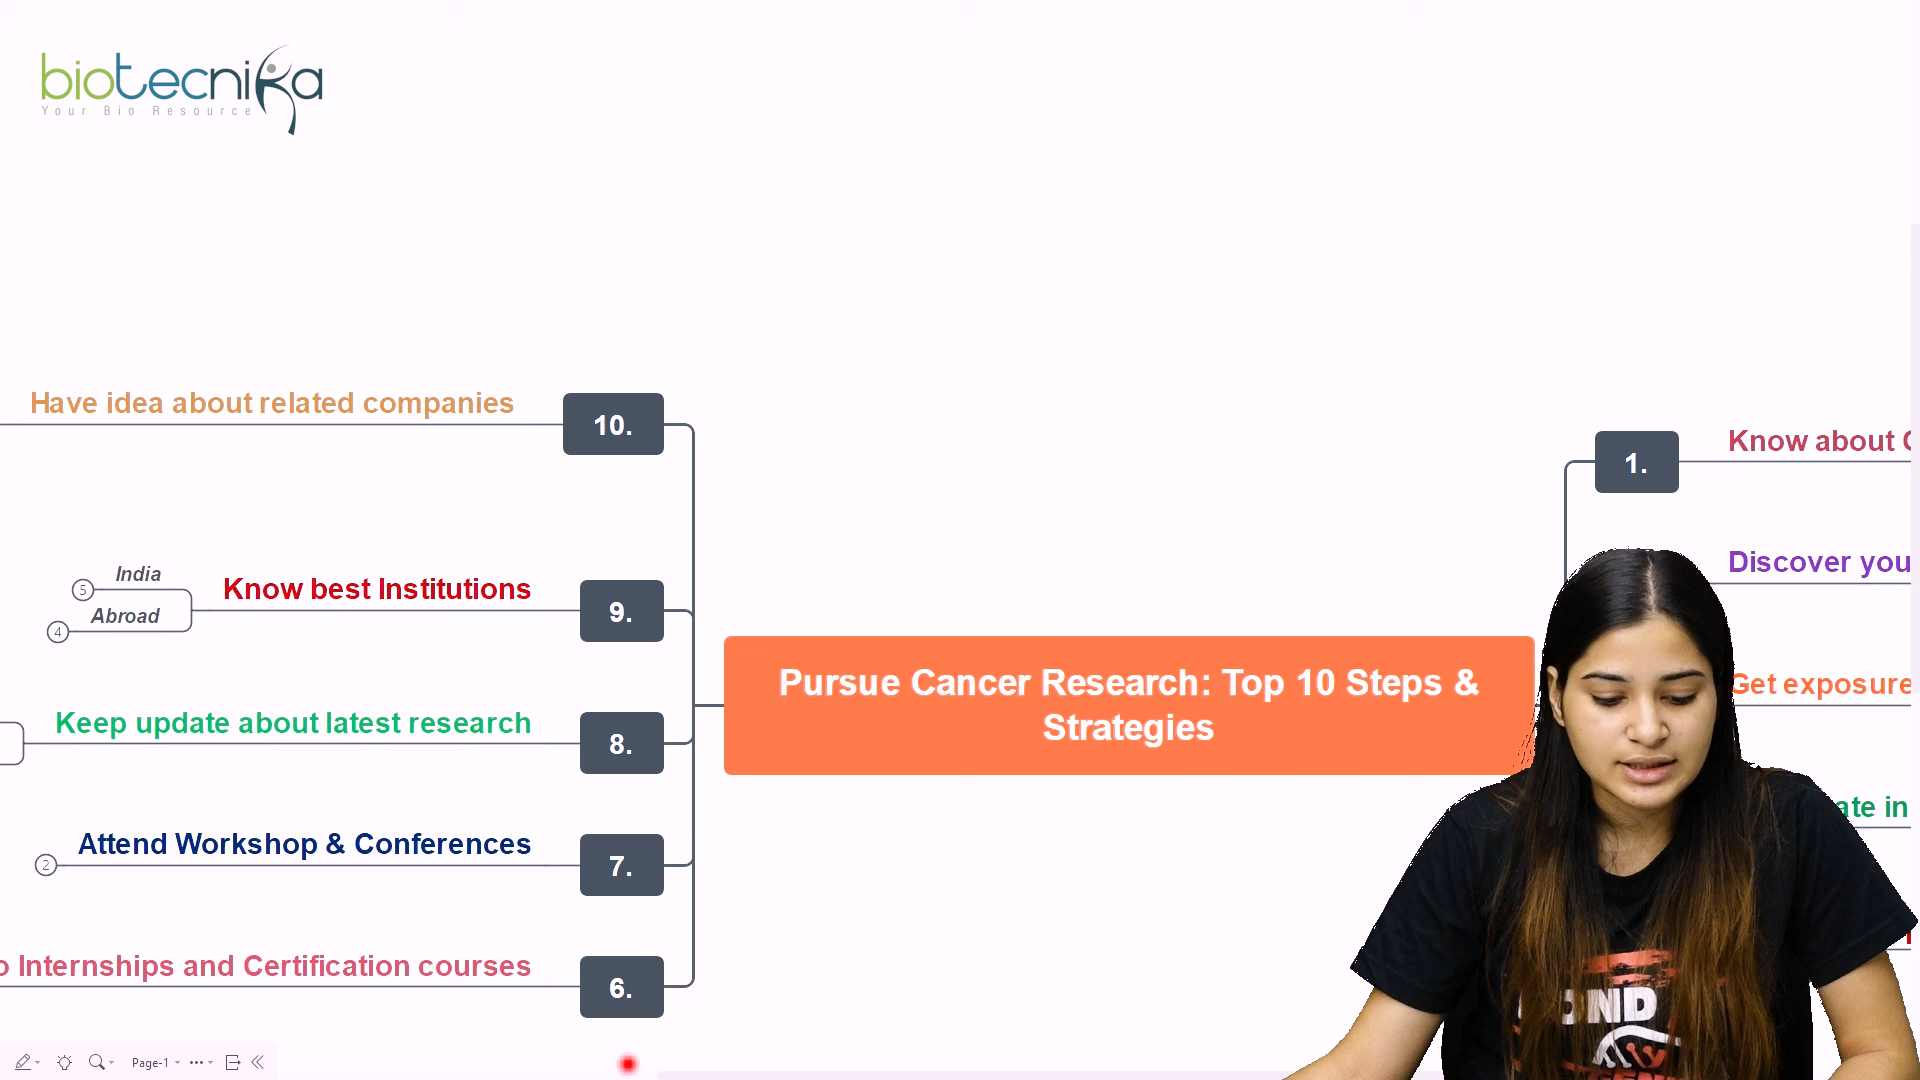 biotecnika
Your Bio Resource
Have idea about related companies
10.
India
5
Abroad
4
Know best Institutions
9.
Keep update about latest research
8.
Attend Workshop & Conferences
2
7.
Internships and Certification courses
6.
Pursue Cancer Research: Top 10 Steps &
Strategies
1.
Know about
Discover you
Get exposure
in
Page-1